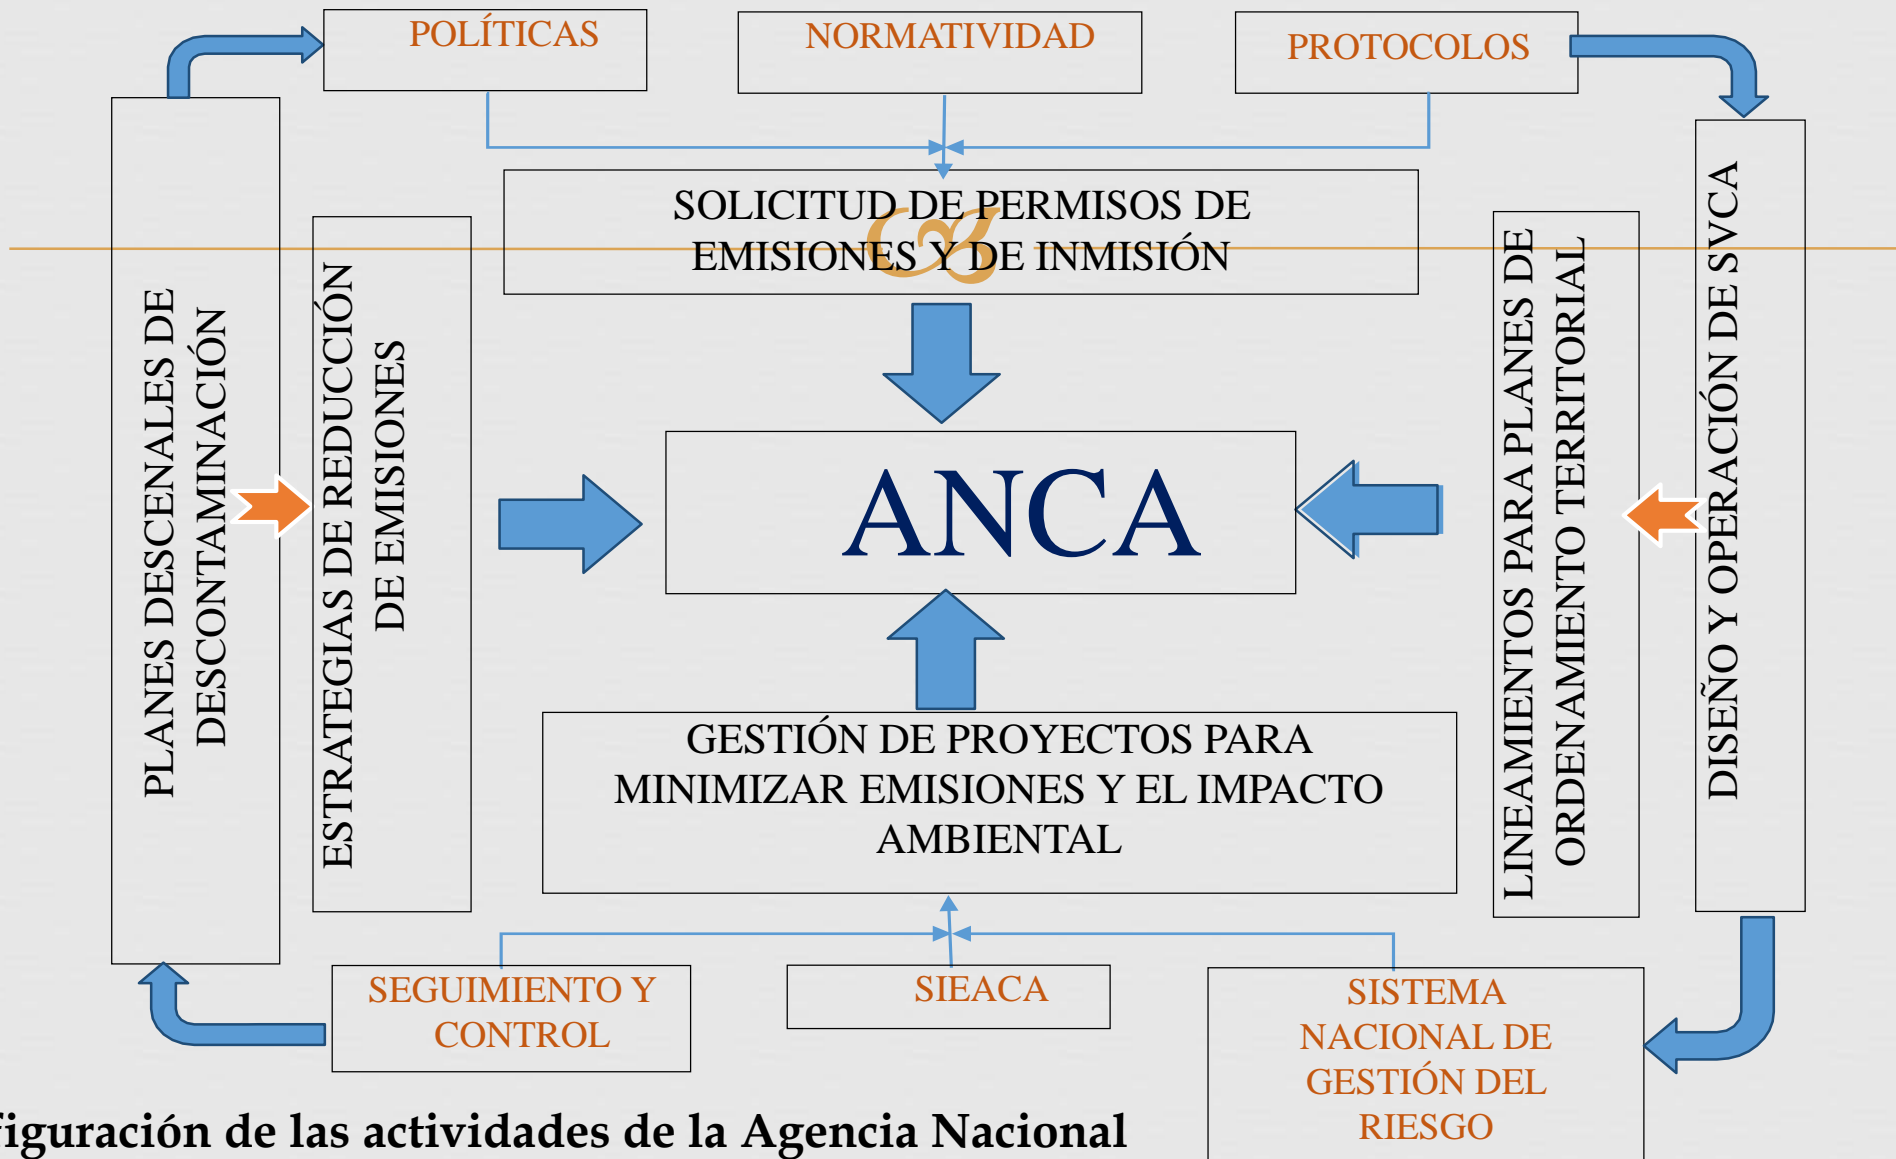 POLÍTICAS
NORMATIVIDAD
PROTOCOLOS
SOLICITUD DE PERMISOS DE
EMISIONES Y DE INMISIÓN
PLANES DESCENALES DE
DESCONTAMINACIÓN
ESTRATEGIAS DE REDUCCIÓN
DE EMISIONES
ANCA
LINEAMIENTOS PARA PLANES DE
ORDENAMIENTO TERRITORIAL
DISEÑO Y OPERACIÓN DE SVCA
GESTIÓN DE PROYECTOS PARA
MINIMIZAR EMISIONES Y EL IMPACTO
AMBIENTAL
SEGUIMIENTO Y
CONTROL
SIEACA
SISTEMA
NACIONAL DE
GESTIÓN DEL
RIESGO
figuración de las actividades de la Agencia Nacional